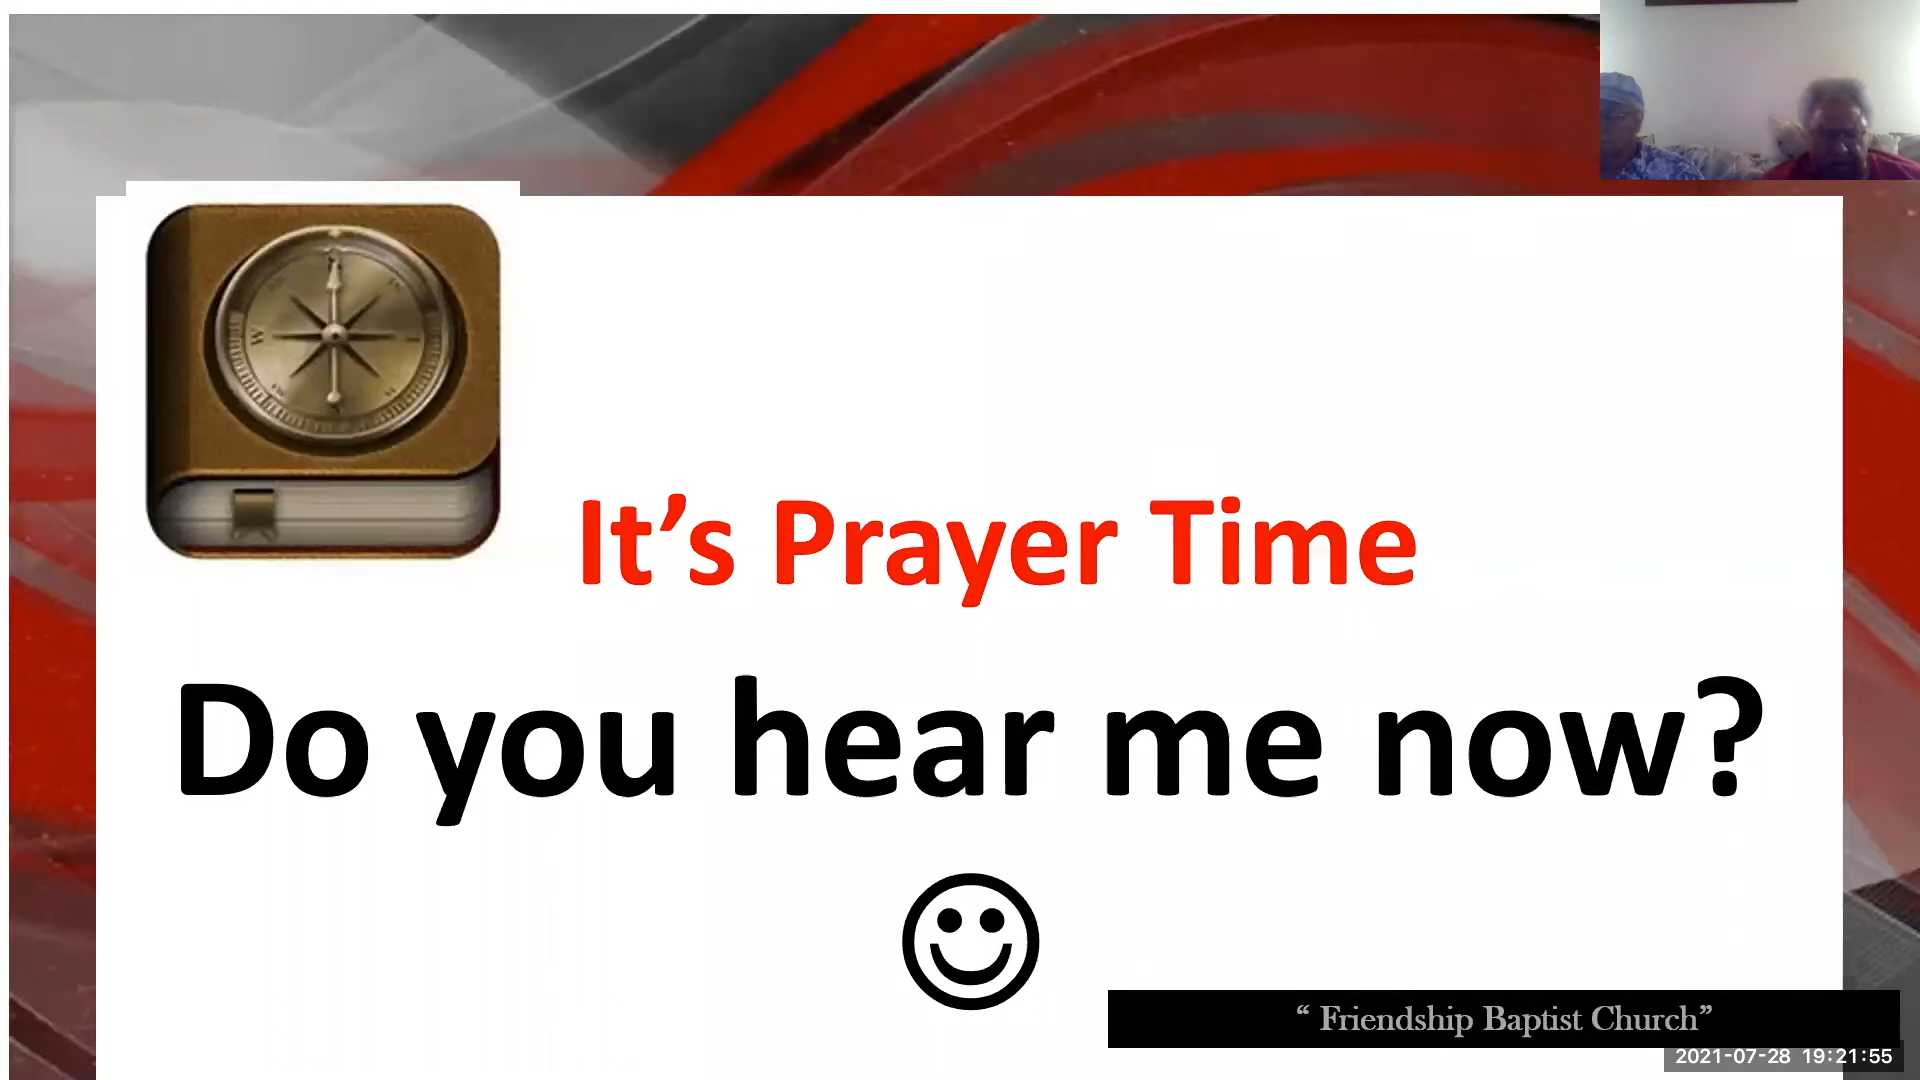 W
It’s Prayer Time
Do you hear me now?
“ Friendship Baptist Church”
2021-07-28 19:21:55